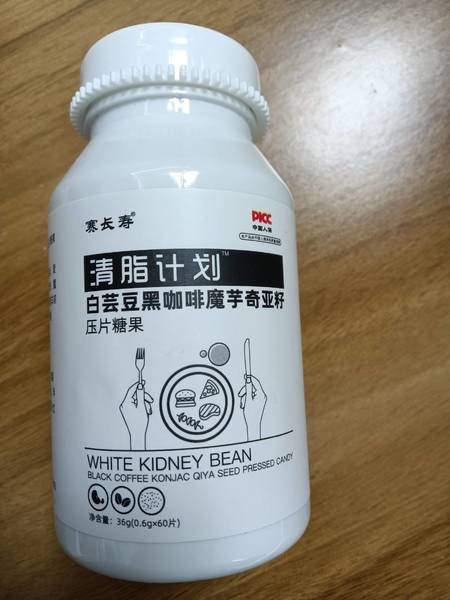 寒长寿®
PICC
中国人保
清脂计划™
白芸豆黑咖啡魔芋奇亚籽
压片糖果
WHITE KIDNEY BEAN
BLACK COFFEE KONJAC QIYA SEED PRESSED CANDY
净含量：36g(0.6g×60片)